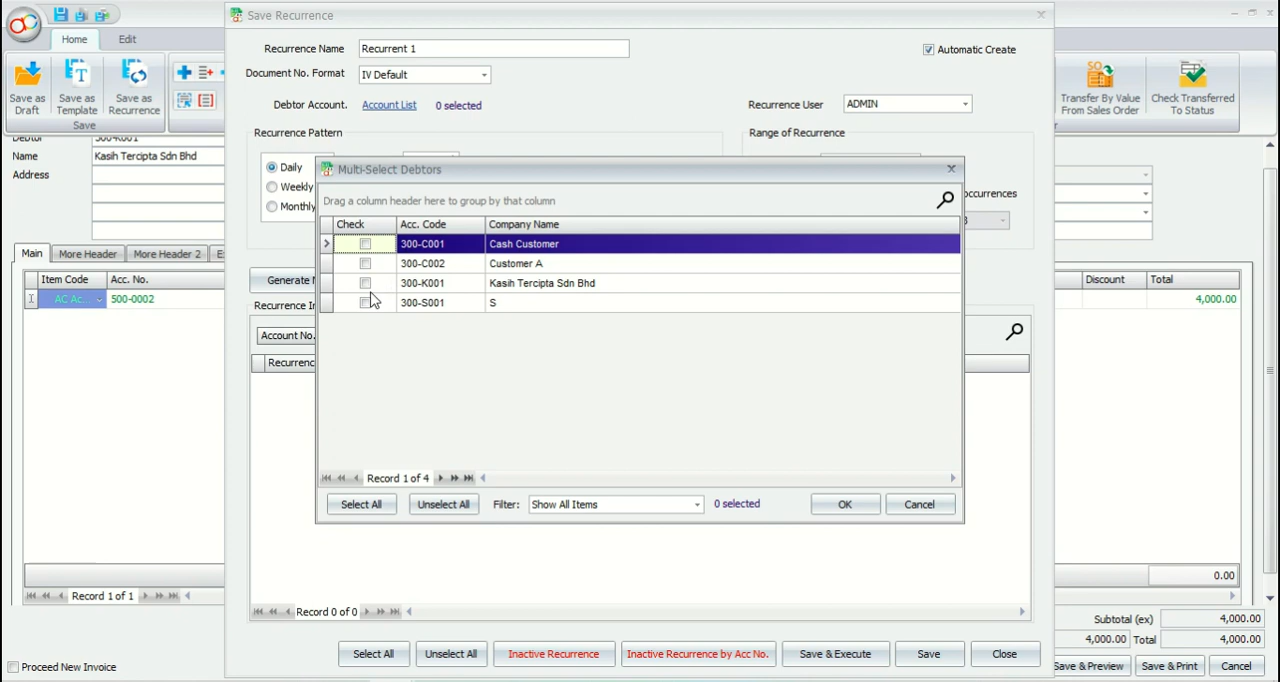 Save Recurrence
Home Edit
Save as Draft
Save as Template
Save as Recurrence
Save
Transfer By Value From Sales Order
Check Transferred To Status
Recurrence Name Recurrent 1
Automatic Create
Document No. Format IV Default
Debtor Account. Account List 0 selected
Recurrence User ADMIN
Recurrence Pattern
Range of Recurrence
Daily
Weekly
Monthly
occurrences
Generate
Recurrence
Account No.
Recurrence
Debtor 300-K001
Name Kasih Tercipta Sdn Bhd
Address
Main More Header More Header 2
Item Code Acc. No. Discount Total
AC Ac... 500-0002 4,000.00
Multi-Select Debtors
Drag a column header here to group by that column
Check Acc. Code Company Name
300-C001 Cash Customer
300-C002 Customer A
300-K001 Kasih Tercipta Sdn Bhd
300-S001 S
Record 1 of 4
Select All Unselect All Filter: Show All Items 0 selected OK Cancel
0.00
Record 1 of 1
Record 0 of 0
Subtotal (ex) 4,000.00
4,000.00 Total 4,000.00
Select All Unselect All Inactive Recurrence Inactive Recurrence by Acc No. Save & Execute Save Close
Proceed New Invoice
Save & Preview Save & Print Cancel